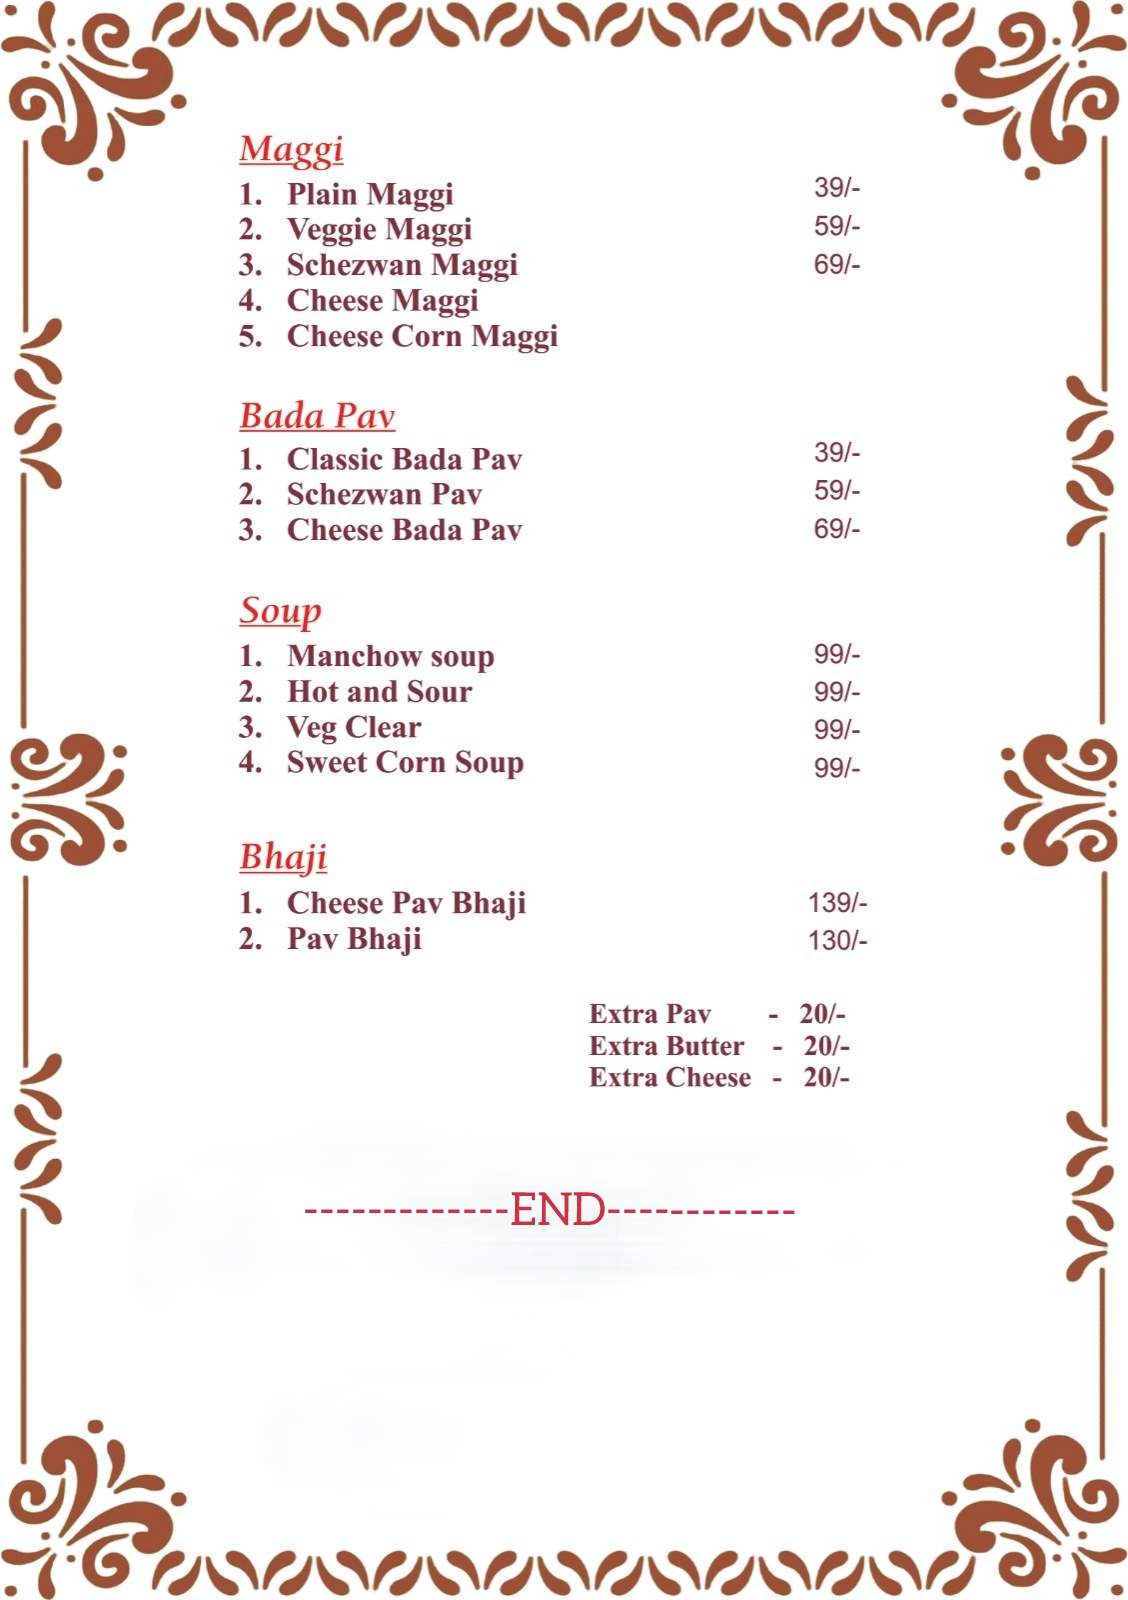 Maggi
1. Plain Maggi 39/-
2. Veggie Maggi 59/-
3. Schezwan Maggi 69/-
4. Cheese Maggi
5. Cheese Corn Maggi
Bada Pav
1. Classic Bada Pav 39/-
2. Schezwan Pav 59/-
3. Cheese Bada Pav 69/-
Soup
1. Manchow soup 99/-
2. Hot and Sour 99/-
3. Veg Clear 99/-
4. Sweet Corn Soup 99/-
Bhaji
1. Cheese Pav Bhaji 139/-
2. Pav Bhaji 130/-
Extra Pav - 20/-
Extra Butter - 20/-
Extra Cheese - 20/-
-------------END------------